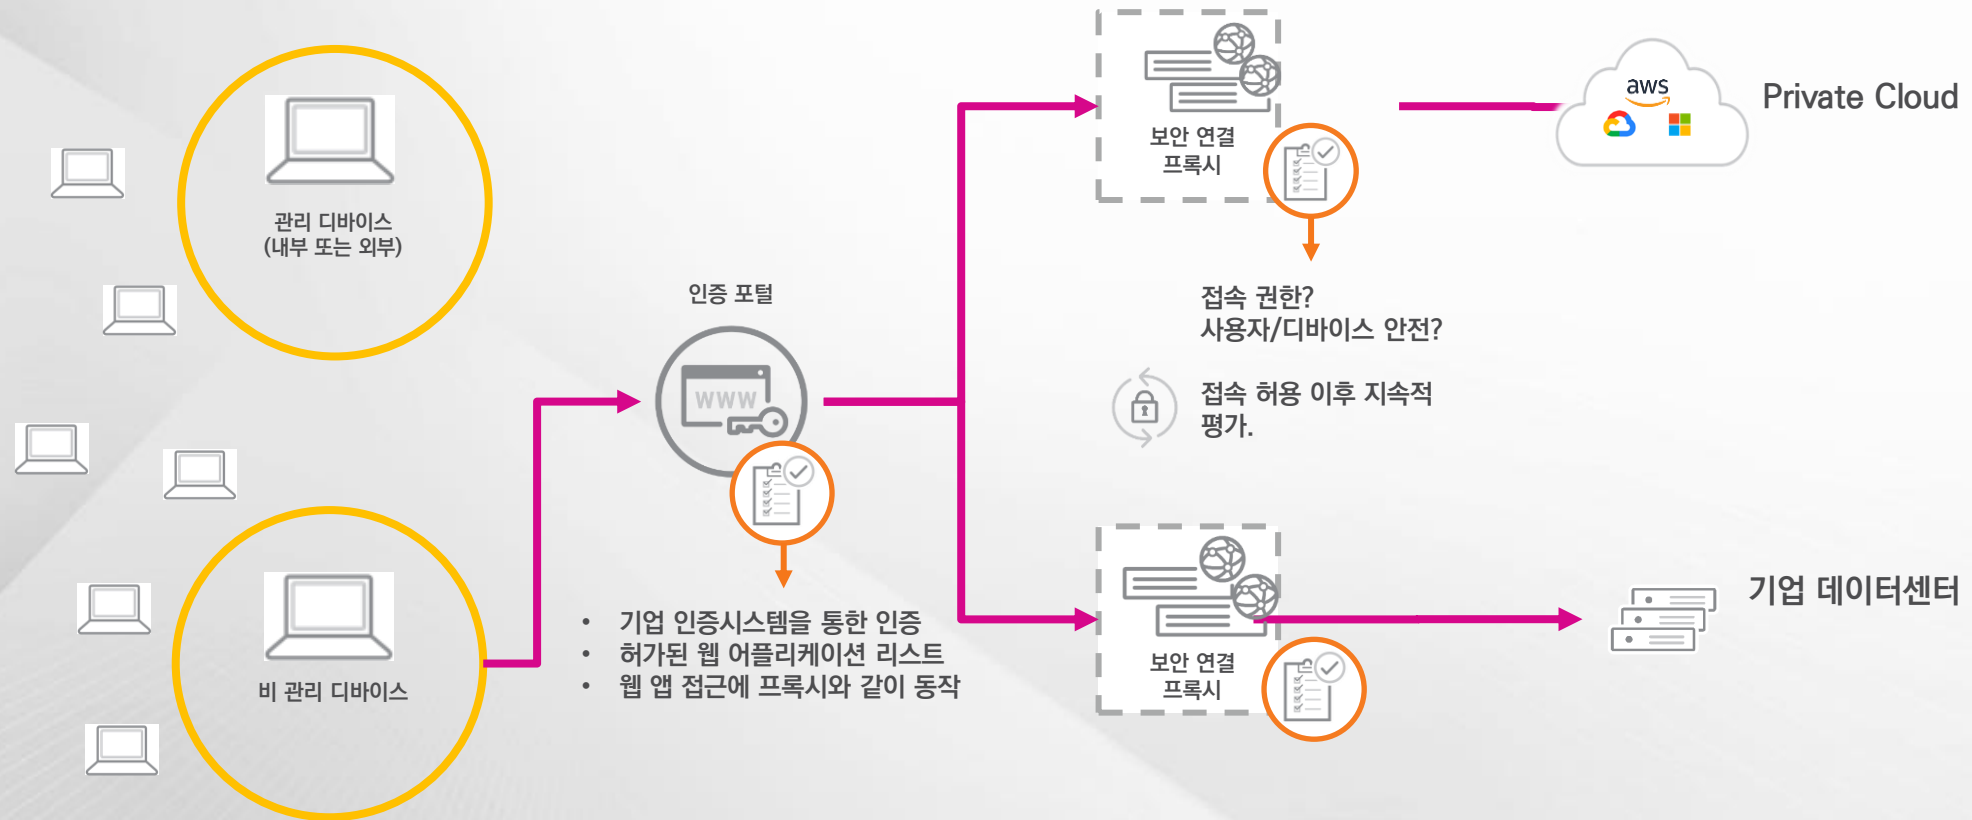 관리 디바이스
(내부 또는 외부)
비 관리 디바이스
인증 포털
WWW
• 기업 인증시스템을 통한 인증
• 허가된 웹 어플리케이션 리스트
• 웹 앱 접근에 프록시와 같이 동작
보안 연결
프록시
접속 권한?
사용자/디바이스 안전?
접속 허용 이후 지속적
평가.
보안 연결
프록시
aws
Private Cloud
기업 데이터센터